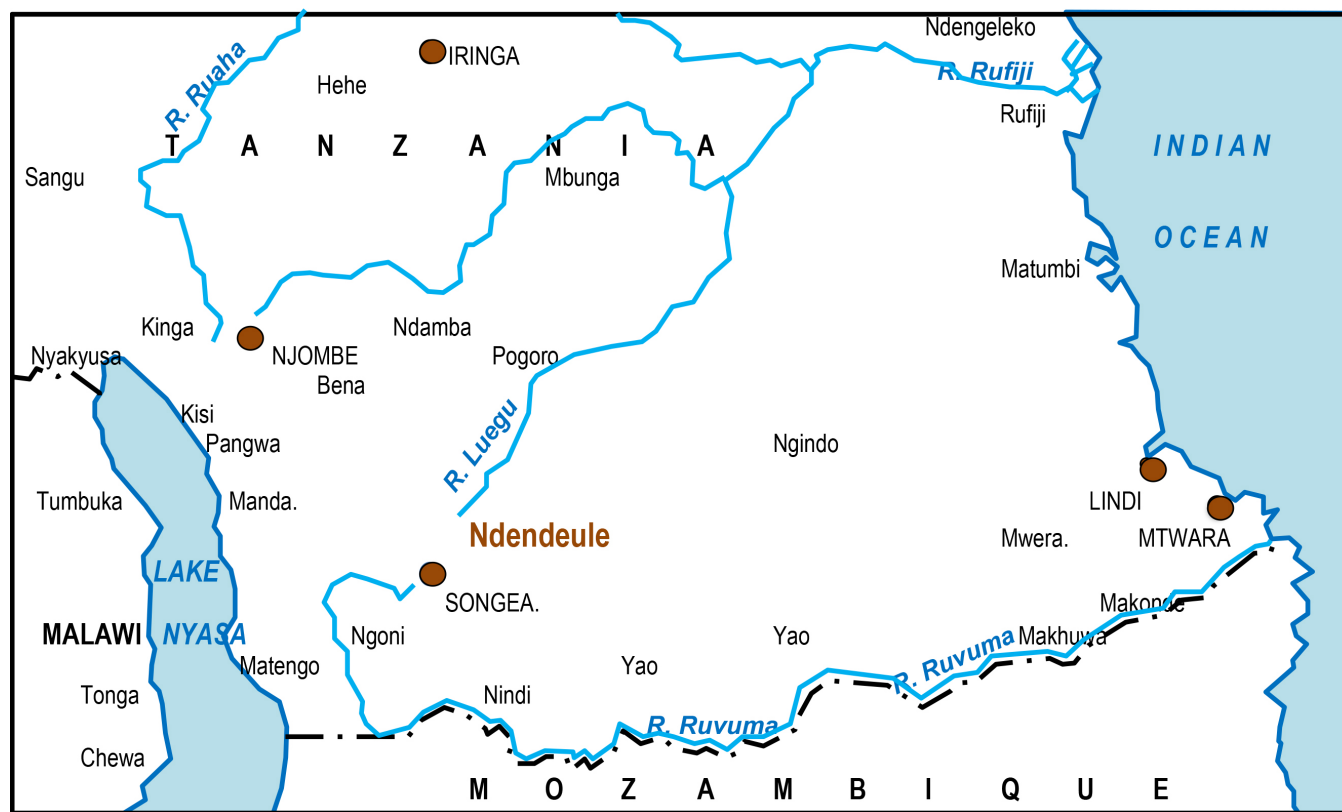 Ndengeleko
IRINGA
R. Ruaha
Hehe
R. Rufiji
Rufiji
T A N Z A N I A
INDIAN
Sangu
Mbunga
OCEAN
Matumbi
Kinga
Ndamba
Nyakyusa
NJOMBE
Pogoro
Bena
Kisi
Pangwa
Ngindo
R. Luegu
Tumbuka
Manda.
LINDI
Ndendeule
Mwera.
MTWARA
LAKE
SONGEA.
Makonde
MALAWI
NYASA
Ngoni
Yao
Makhuwa
Matengo
Yao
R. Ruvuma
Tonga
Nindi
R. Ruvuma
Chewa
M O Z A M B I Q U E